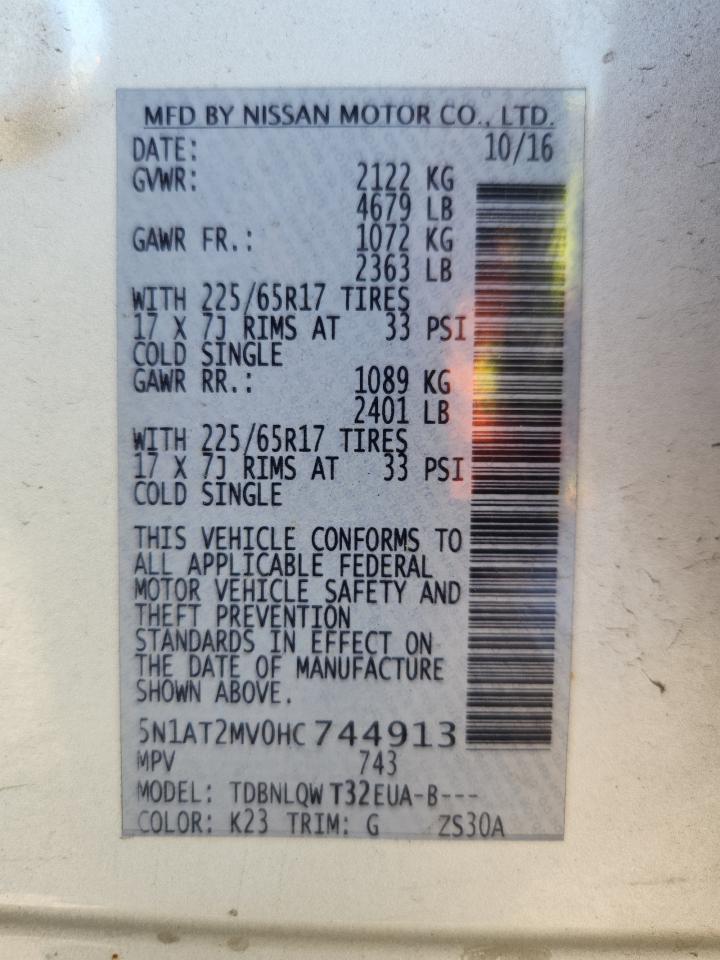 MFD BY NISSAN MOTOR CO., LTD.
DATE: 10/16
GVWR: 2122 KG
4679 LB
GAWR FR.: 1072 KG
2363 LB
WITH 225/65R17 TIRES
17 X 7J RIMS AT 33 PSI
COLD SINGLE
GAWR RR.: 1089 KG
2401 LB
WITH 225/65R17 TIRES
17 X 7J RIMS AT 33 PSI
COLD SINGLE
THIS VEHICLE CONFORMS TO
ALL APPLICABLE FEDERAL
MOTOR VEHICLE SAFETY AND
THEFT PREVENTION
STANDARDS IN EFFECT ON
THE DATE OF MANUFACTURE
SHOWN ABOVE.
5N1AT2MV0HC744913
MPV 743
MODEL: TDBNLQWT32EUA-B---
COLOR: K23 TRIM: G ZS30A